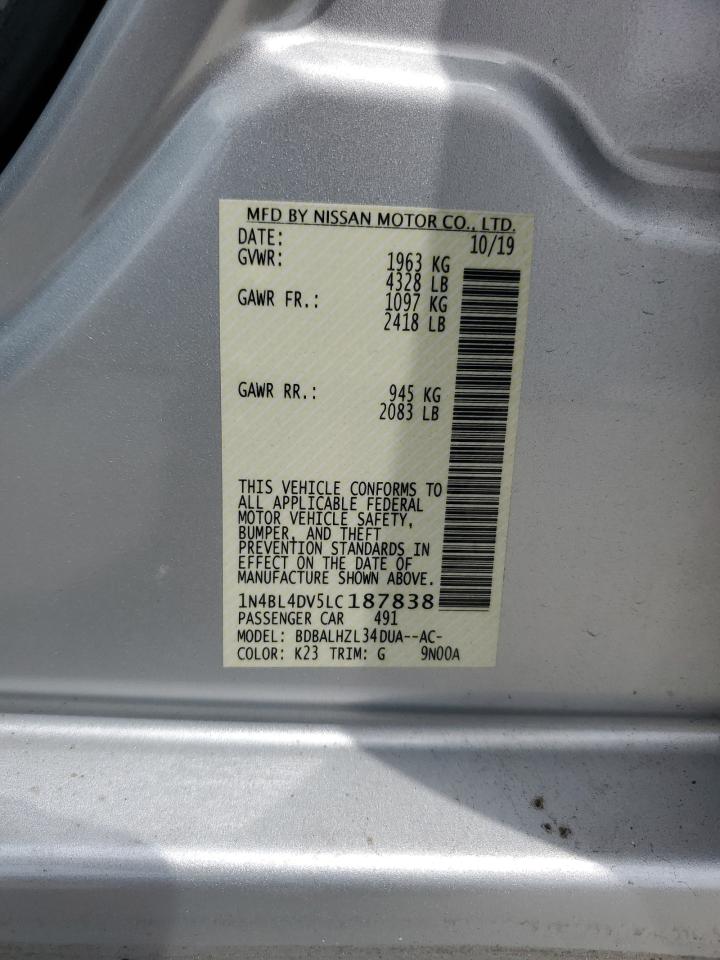 MFD BY NISSAN MOTOR CO., LTD.
DATE: 10/19
GVWR: 1963 KG
4328 LB
GAWR FR.: 1097 KG
2418 LB
GAWR RR.: 945 KG
2083 LB
THIS VEHICLE CONFORMS TO
ALL APPLICABLE FEDERAL
MOTOR VEHICLE SAFETY,
BUMPER, AND THEFT
PREVENTION STANDARDS IN
EFFECT ON THE DATE OF
MANUFACTURE SHOWN ABOVE.
1N4BL4DV5LC187838
PASSENGER CAR 491
MODEL: BDBALHZL34DUA--AC-
COLOR: K23 TRIM: G 9N00A